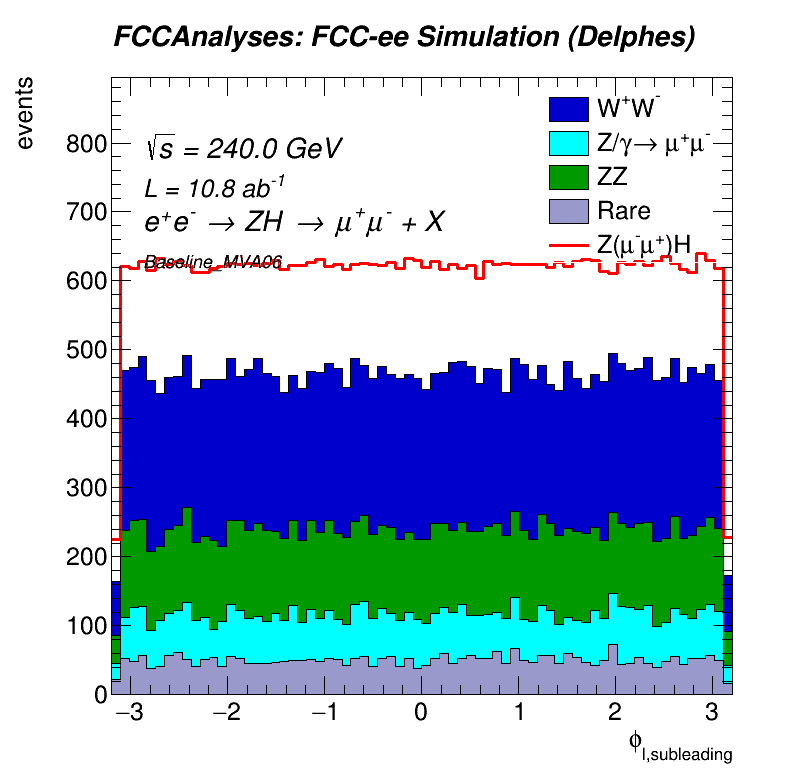 FCCAnalyses: FCC-ee Simulation (Delphes)
events
√s = 240.0 GeV
L = 10.8 ab⁻¹
e⁺e⁻ → ZH → μ⁺μ⁻ + X
Baseline_MVA06
W⁺W⁻
Z/γ→ μ⁺μ⁻
ZZ
Rare
Z(μ⁻μ⁺)H
800
700
600
500
400
300
200
100
0
−3 −2 −1 0 1 2 3
ϕ_l,subleading